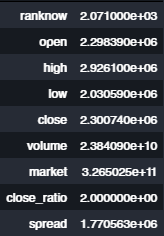 ranknow 2.071000e+03
open 2.298390e+06
high 2.926100e+06
low 2.030590e+06
close 2.300740e+06
volume 2.384090e+10
market 3.265025e+11
close_ratio 2.000000e+00
spread 1.770563e+06